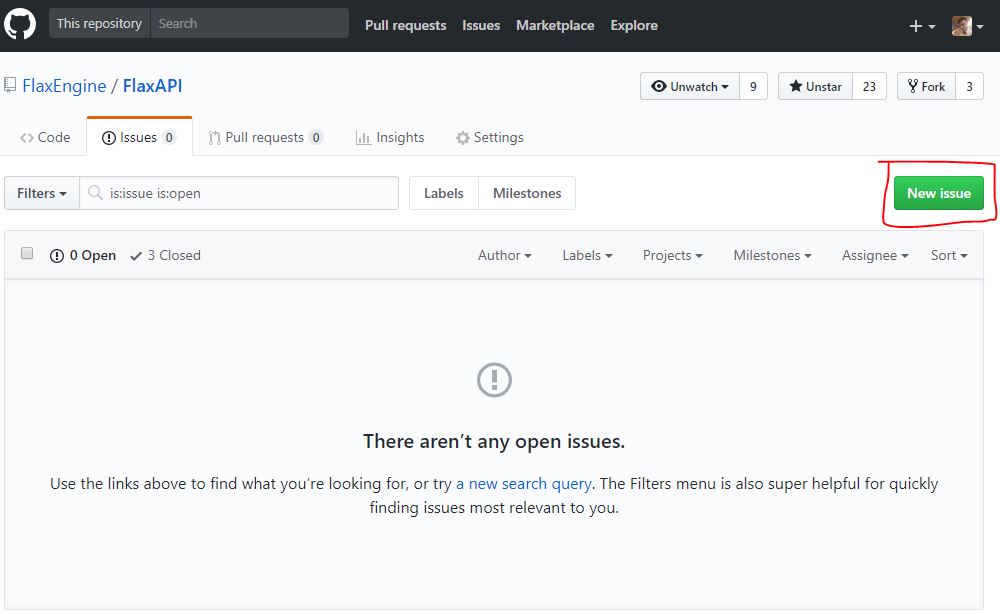 This repository Search Pull requests Issues Marketplace Explore
FlaxEngine / FlaxAPI Unwatch 9 Unstar 23 Fork 3
Code Issues 0 Pull requests 0 Insights Settings
Filters is:issue is:open Labels Milestones New issue
0 Open 3 Closed Author Labels Projects Milestones Assignee Sort
There aren’t any open issues.
Use the links above to find what you’re looking for, or try a new search query. The Filters menu is also super helpful for quickly
finding issues most relevant to you.